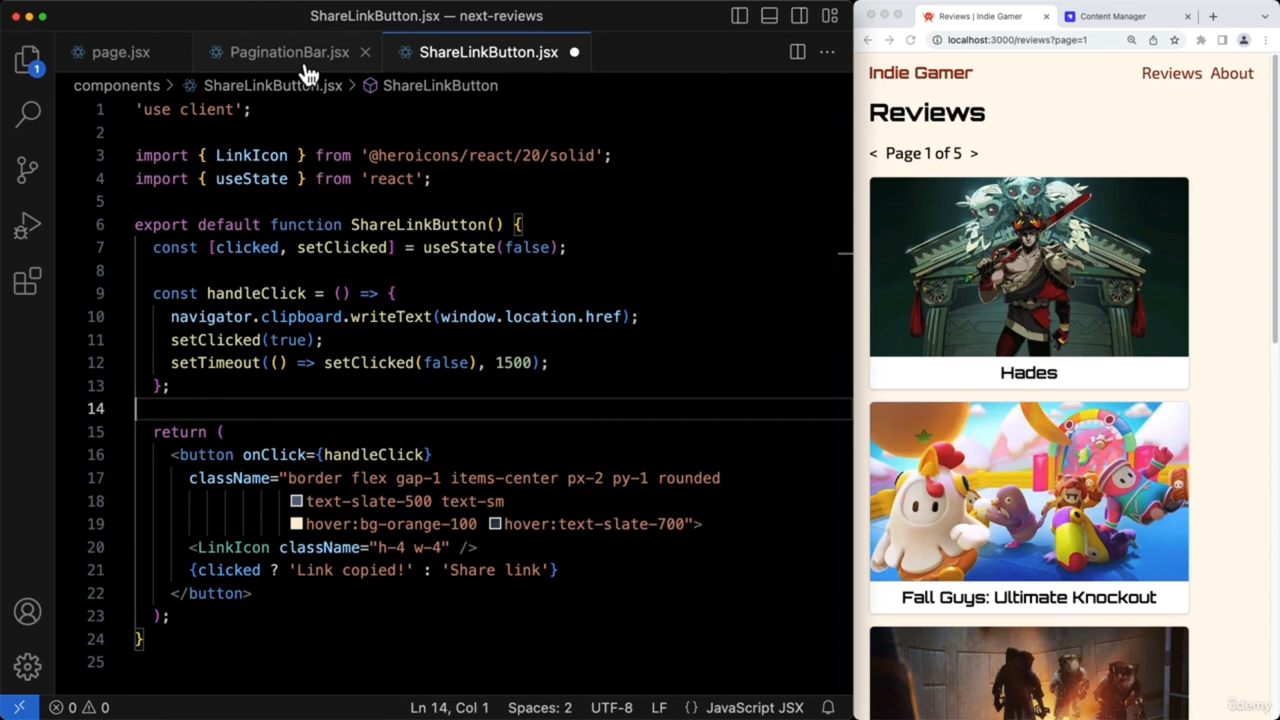 ShareLinkButton.jsx — next-reviews
page.jsx
PaginationBar.jsx
ShareLinkButton.jsx
components > ShareLinkButton.jsx > ShareLinkButton
1 'use client';
2
3 import { LinkIcon } from '@heroicons/react/20/solid';
4 import { useState } from 'react';
5
6 export default function ShareLinkButton() {
7 const [clicked, setClicked] = useState(false);
8
9 const handleClick = () => {
10 navigator.clipboard.writeText(window.location.href);
11 setClicked(true);
12 setTimeout(() => setClicked(false), 1500);
13 };
14
15 return (
16 <button onClick={handleClick}
17 className="border flex gap-1 items-center px-2 py-1 rounded
18 text-slate-500 text-sm
19 hover:bg-orange-100 hover:text-slate-700">
20 <LinkIcon className="h-4 w-4" />
21 {clicked ? 'Link copied!' : 'Share link'}
22 </button>
23 );
24 }
25
1
0 0
Ln 14, Col 1 Spaces: 2 UTF-8 LF {} JavaScript JSX
Reviews | Indie Gamer
Content Manager
localhost:3000/reviews?page=1
Indie Gamer
Reviews About
Reviews
< Page 1 of 5 >
Hades
Fall Guys: Ultimate Knockout
ûdemy